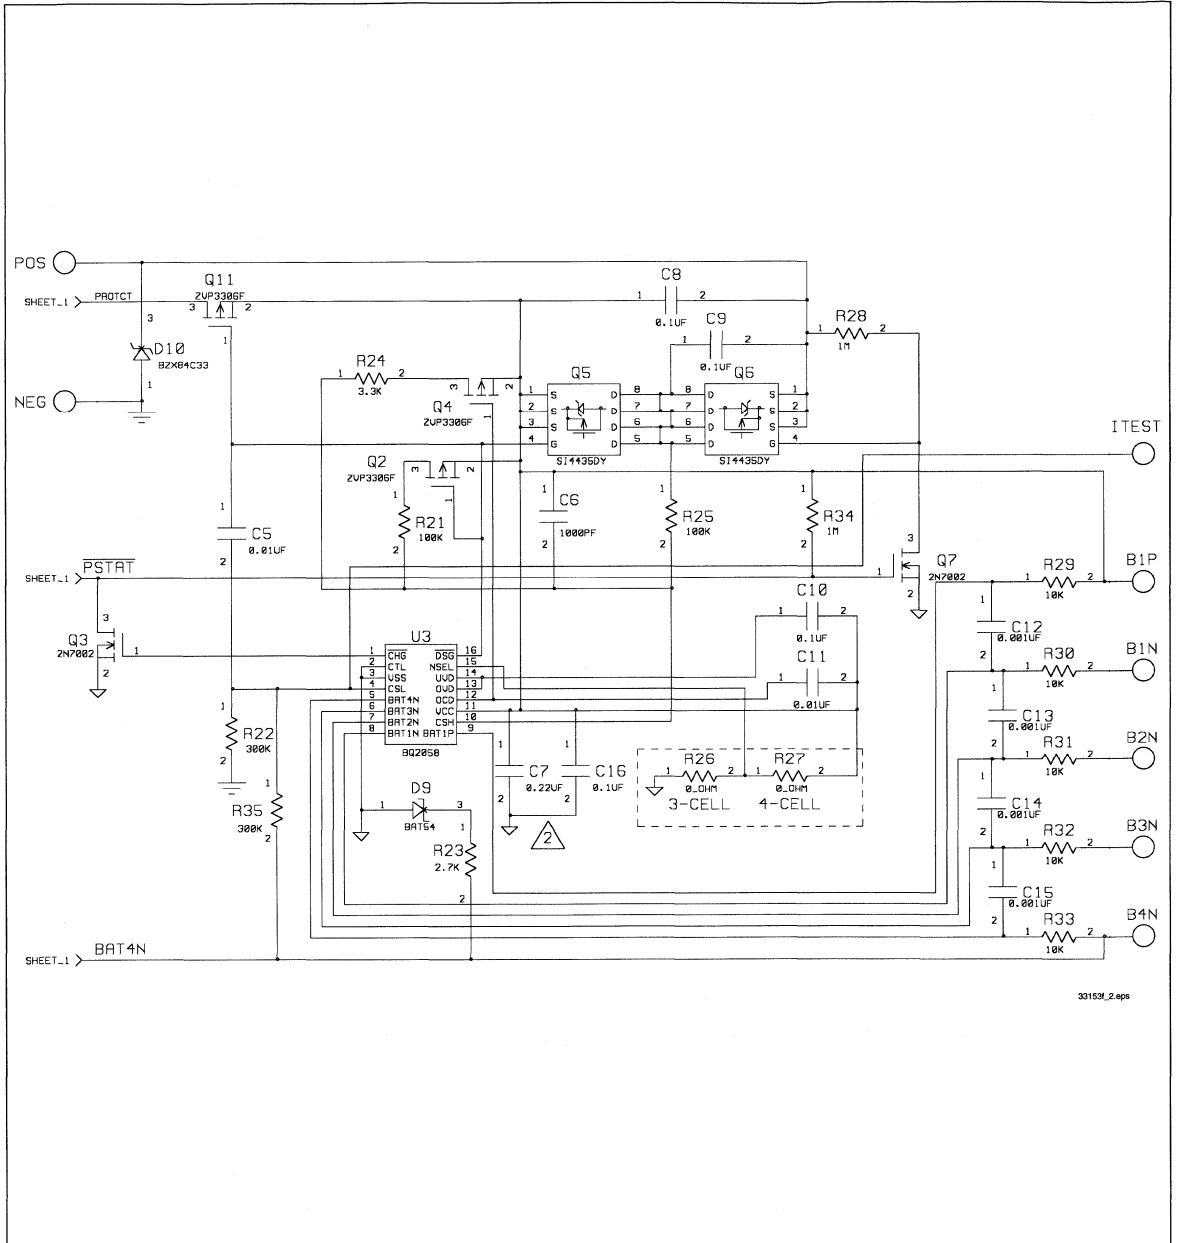 POS
SHEET_1
PROTCT
Q11
ZVP3306F
3
2
1
C8
1
2
0.1UF
C9
1
2
0.1UF
R28
1
2
1M
3
D10
BZX84C33
1
NEG
R24
1
2
3.3K
3
2
Q4
ZVP3306F
1
Q5
1 S D 8
2 S D 7
3 S D 6
4 G D 5
SI4435DY
Q6
8 D S 1
7 D S 2
6 D S 3
5 D G 4
SI4435DY
ITEST
Q2
ZVP3306F
3
2
1
1
R21
100K
2
1
C6
1000PF
2
1
R25
100K
2
1
R34
1M
2
1
C5
0.01UF
2
PSTAT
SHEET_1
3
Q7
2N7002
1
2
R29
1
2
10K
B1P
3
Q3
2N7002
1
2
U3
1 CHG DSG 16
2 CTL NSEL 15
3 VSS UVD 14
4 CSL OVD 13
5 BAT4N OCD 12
6 BAT3N VCC 11
7 BAT2N CSH 10
8 BAT1N BAT1P 9
BQ2058
C10
1
2
0.1UF
C11
1
2
0.01UF
1
C12
0.001UF
2
R30
1
2
10K
B1N
1
C13
0.001UF
2
R31
1
2
10K
B2N
1
R22
300K
2
1
R35
300K
2
1
C7
0.22UF
2
1
C16
0.1UF
2
2
R26
1
2
0_OHM
3-CELL
R27
1
2
0_OHM
4-CELL
1
C14
0.001UF
2
R32
1
2
10K
B3N
D9
1
3
BAT54
1
R23
2.7K
2
1
C15
0.001UF
2
R33
1
2
10K
B4N
SHEET_1
BAT4N
33153f_2.eps